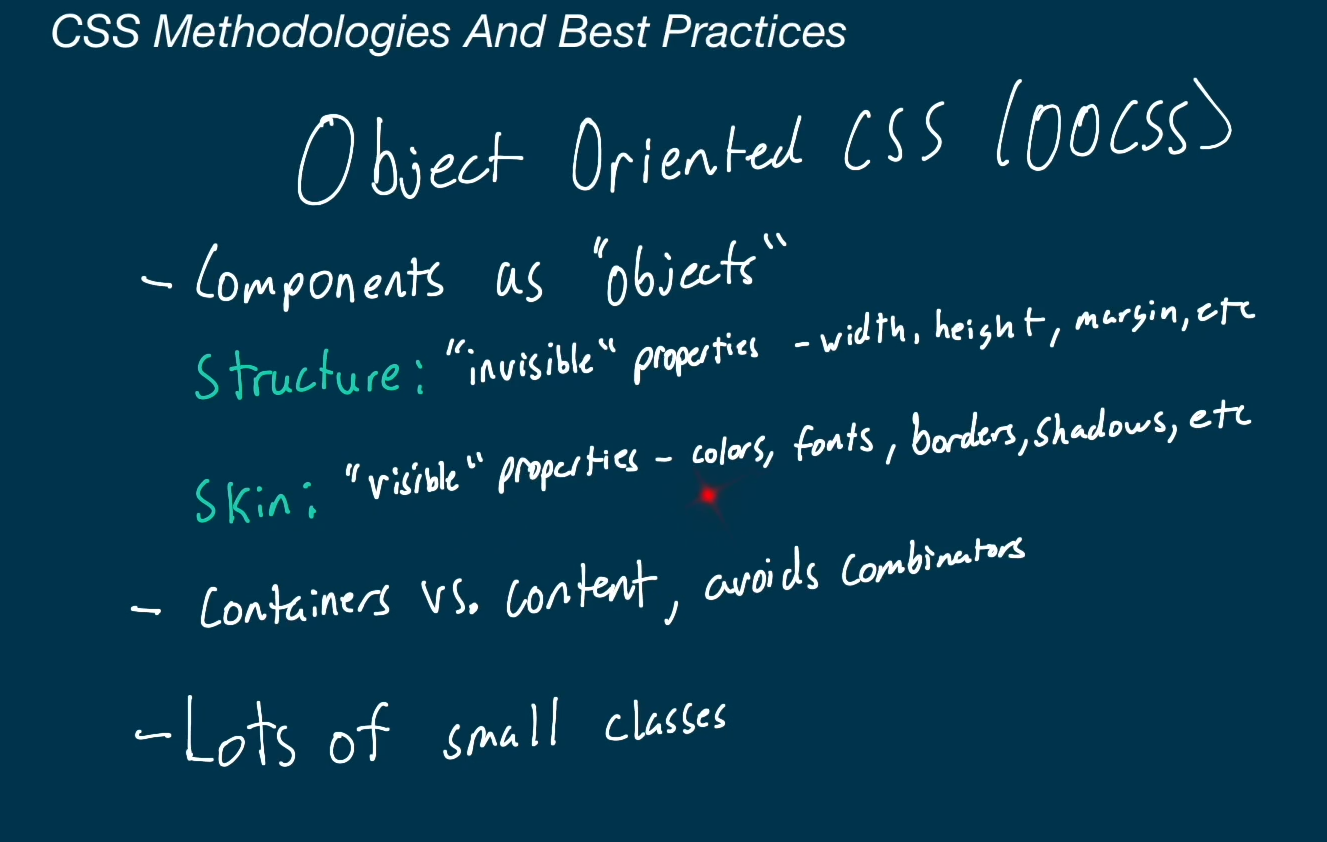 CSS Methodologies And Best Practices
Object Oriented CSS (OOCSS)
- Components as "objects"
Structure: "invisible" properties - width, height, margin, etc
Skin: "visible" properties - colors, fonts, borders, shadows, etc
- Containers vs. content, avoids combinators
- Lots of small classes